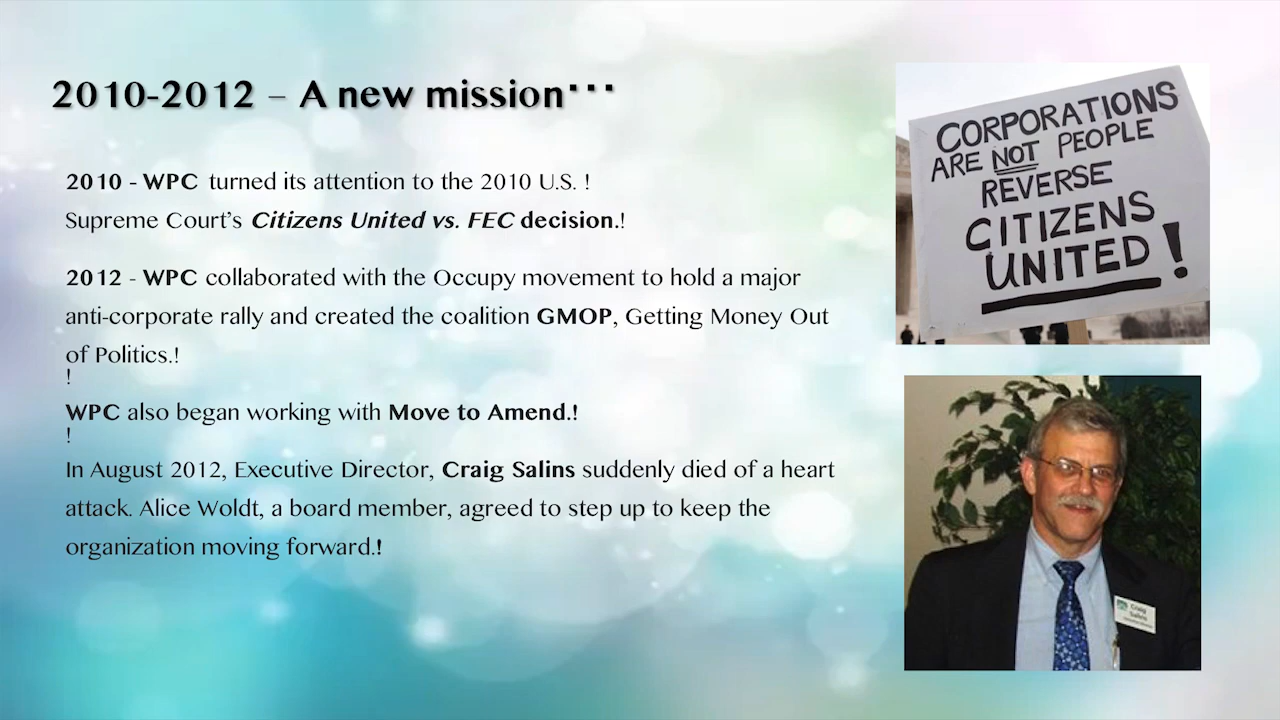 2010-2012 – A new mission…
2010 - WPC turned its attention to the 2010 U.S. !
Supreme Court’s Citizens United vs. FEC decision.!
2012 - WPC collaborated with the Occupy movement to hold a major
anti-corporate rally and created the coalition GMOP, Getting Money Out
of Politics.!
!
WPC also began working with Move to Amend.!
!
In August 2012, Executive Director, Craig Salins suddenly died of a heart
attack. Alice Woldt, a board member, agreed to step up to keep the
organization moving forward.!
CORPORATIONS
ARE NOT PEOPLE
REVERSE
CITIZENS
UNITED!
Craig
Salins